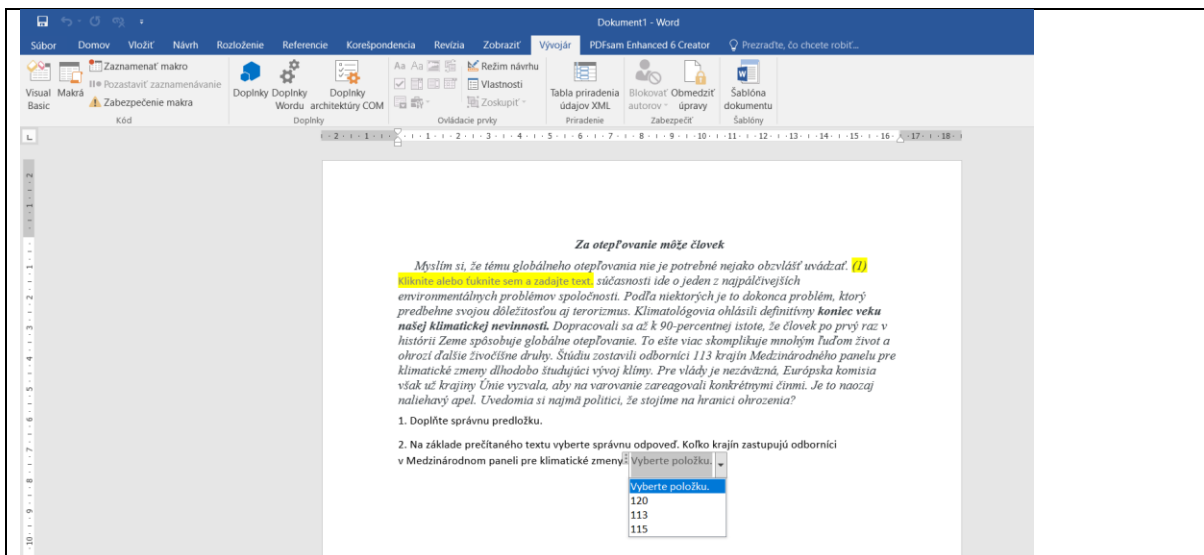 Dokument1 - Word
Súbor Domov Vložiť Návrh Rozloženie Referencie Korešpondencia Revízia Zobraziť Vývojár PDFsam Enhanced 6 Creator Prezraďte, čo chcete robiť...
Visual Basic
Makrá
Zaznamenať makro
Pozastaviť zaznamenávanie
Zabezpečenie makra
Kód
Doplnky
Doplnky Wordu
Doplnky architektúry COM
Doplnky
Aa Aa
Režim návrhu
Vlastnosti
Zoskupiť
Ovládacie prvky
Tabla priradenia údajov XML
Priradenie
Blokovať autorov
Obmedziť úpravy
Zabezpečiť
Šablóna dokumentu
Šablóny
Za otepľovanie môže človek
Myslím si, že tému globálneho otepľovania nie je potrebné nejako obzvlášť uvádzať. (1)
Kliknite alebo ťuknite sem a zadajte text. súčasnosti ide o jeden z najpálčivejších
environmentálnych problémov spoločnosti. Podľa niektorých je to dokonca problém, ktorý
predbehne svojou dôležitosťou aj terorizmus. Klimatológovia ohlásili definitívny koniec veku
našej klimatickej nevinnosti. Dopracovali sa až k 90-percentnej istote, že človek po prvý raz v
histórii Zeme spôsobuje globálne otepľovanie. To ešte viac skomplikuje mnohým ľuďom život a
ohrozí ďalšie živočíšne druhy. Štúdiu zostavili odborníci 113 krajín Medzinárodného panelu pre
klimatické zmeny dlhodobo študujúci vývoj klímy. Pre vlády je nezáväzná, Európska komisia
však už krajiny Únie vyzvala, aby na varovanie zareagovali konkrétnymi činmi. Je to naozaj
naliehavý apel. Uvedomia si najmä politici, že stojíme na hranici ohrozenia?
1. Doplňte správnu predložku.
2. Na základe prečítaného textu vyberte správnu odpoveď. Koľko krajín zastupujú odborníci
v Medzinárodnom paneli pre klimatické zmeny Vyberte položku.
Vyberte položku.
120
113
115